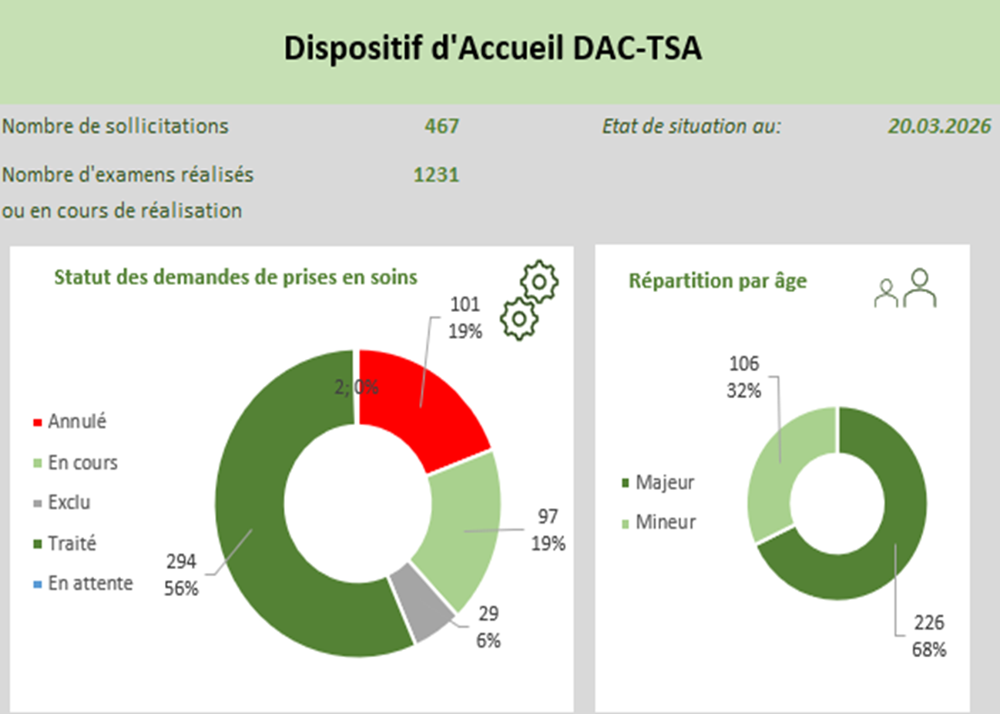 Dispositif d'Accueil DAC-TSA
Nombre de sollicitations 467 Etat de situation au: 20.03.2026
Nombre d'examens réalisés 1231
ou en cours de réalisation
Statut des demandes de prises en soins
101
19%
2; 0%
Annulé
En cours
Exclu
Traité
En attente
97
19%
294
56%
29
6%
Répartition par âge
106
32%
Majeur
Mineur
226
68%